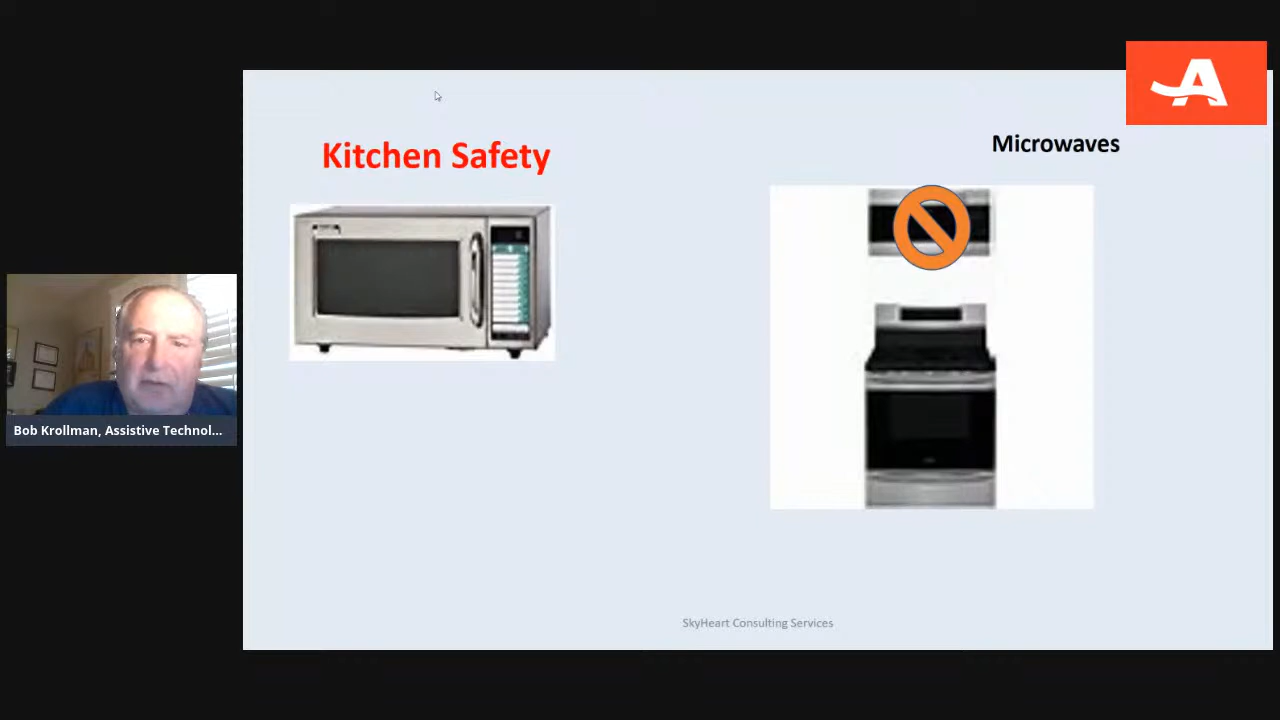 Kitchen Safety
Microwaves
Bob Krollman, Assistive Technol...
SkyHeart Consulting Services